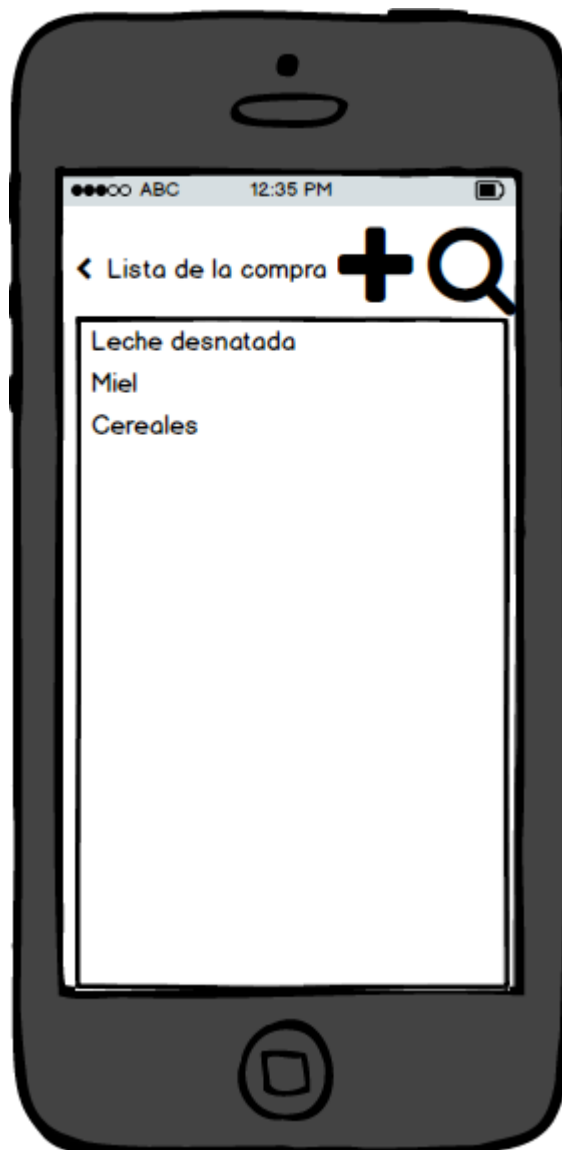 ABC 12:35 PM
Lista de la compra
Leche desnatada
Miel
Cereales